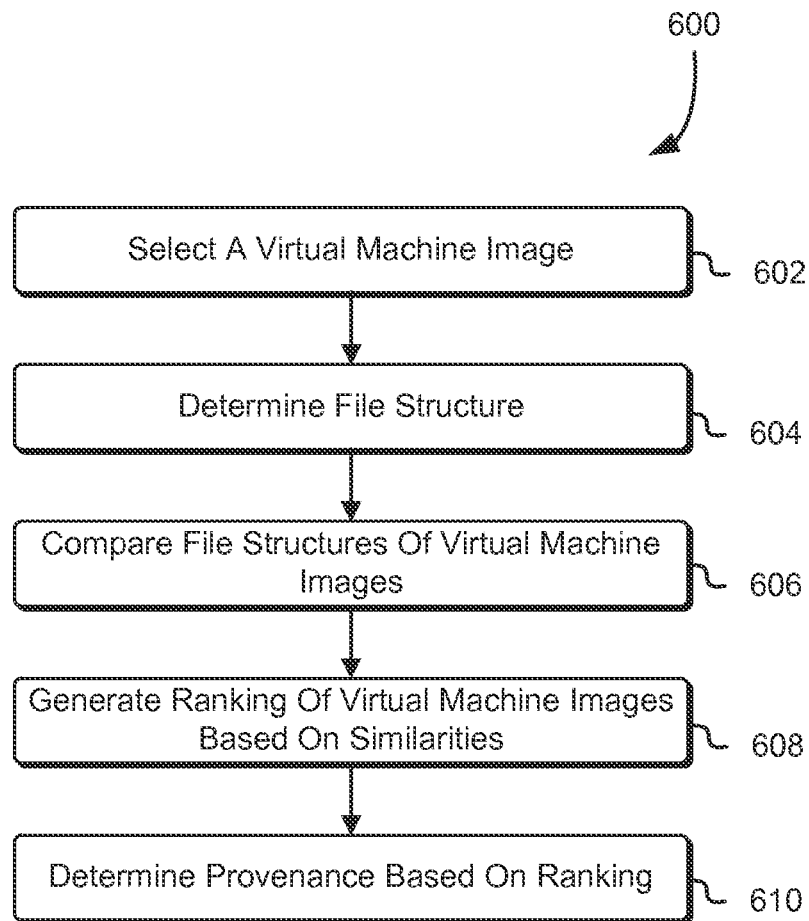 600
Select A Virtual Machine Image
602
Determine File Structure
604
Compare File Structures Of Virtual Machine
Images
606
Generate Ranking Of Virtual Machine Images
Based On Similarities
608
Determine Provenance Based On Ranking
610